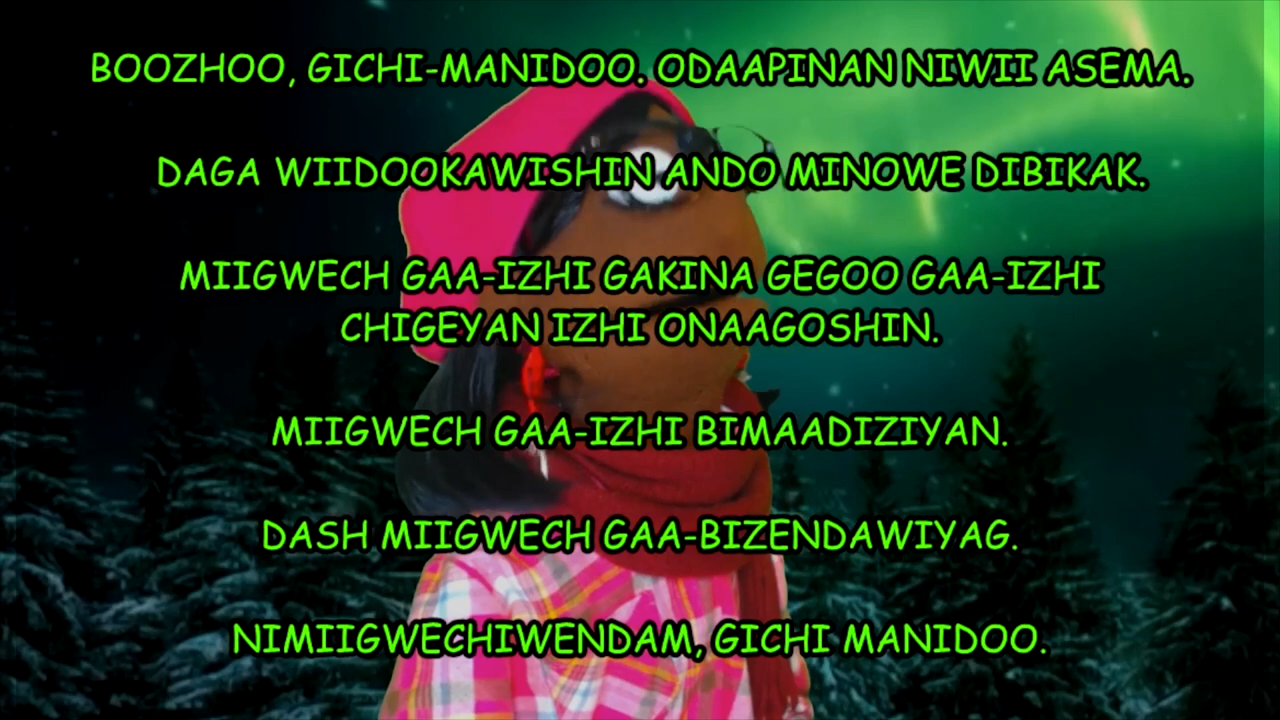 BOOZHOO, GICHI-MANIDOO. ODAAPINAN NIWII ASEMA.
DAGA WIIDOOKAWISHIN ANDO MINOWE DIBIKAK.
MIIGWECH GAA-IZHI GAKINA GEGOO GAA-IZHI
CHIGEYAN IZHI ONAAGOSHIN.
MIIGWECH GAA-IZHI BIMAADIZIYAN.
DASH MIIGWECH GAA-BIZENDAWIYAG.
NIMIIGWECHIWENDAM, GICHI MANIDOO.